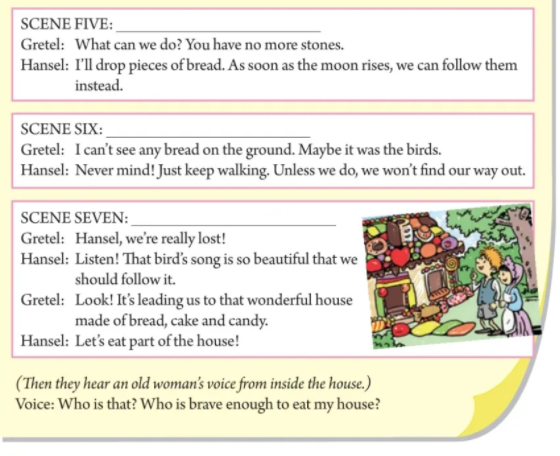 SCENE FIVE: ____________________
Gretel: What can we do? You have no more stones.
Hansel: I'll drop pieces of bread. As soon as the moon rises, we can follow them
instead.
SCENE SIX: ____________________
Gretel: I can't see any bread on the ground. Maybe it was the birds.
Hansel: Never mind! Just keep walking. Unless we do, we won't find our way out.
SCENE SEVEN: ____________________
Gretel: Hansel, we're really lost!
Hansel: Listen! That bird's song is so beautiful that we
should follow it.
Gretel: Look! It's leading us to that wonderful house
made of bread, cake and candy.
Hansel: Let's eat part of the house!
(Then they hear an old woman's voice from inside the house.)
Voice: Who is that? Who is brave enough to eat my house?